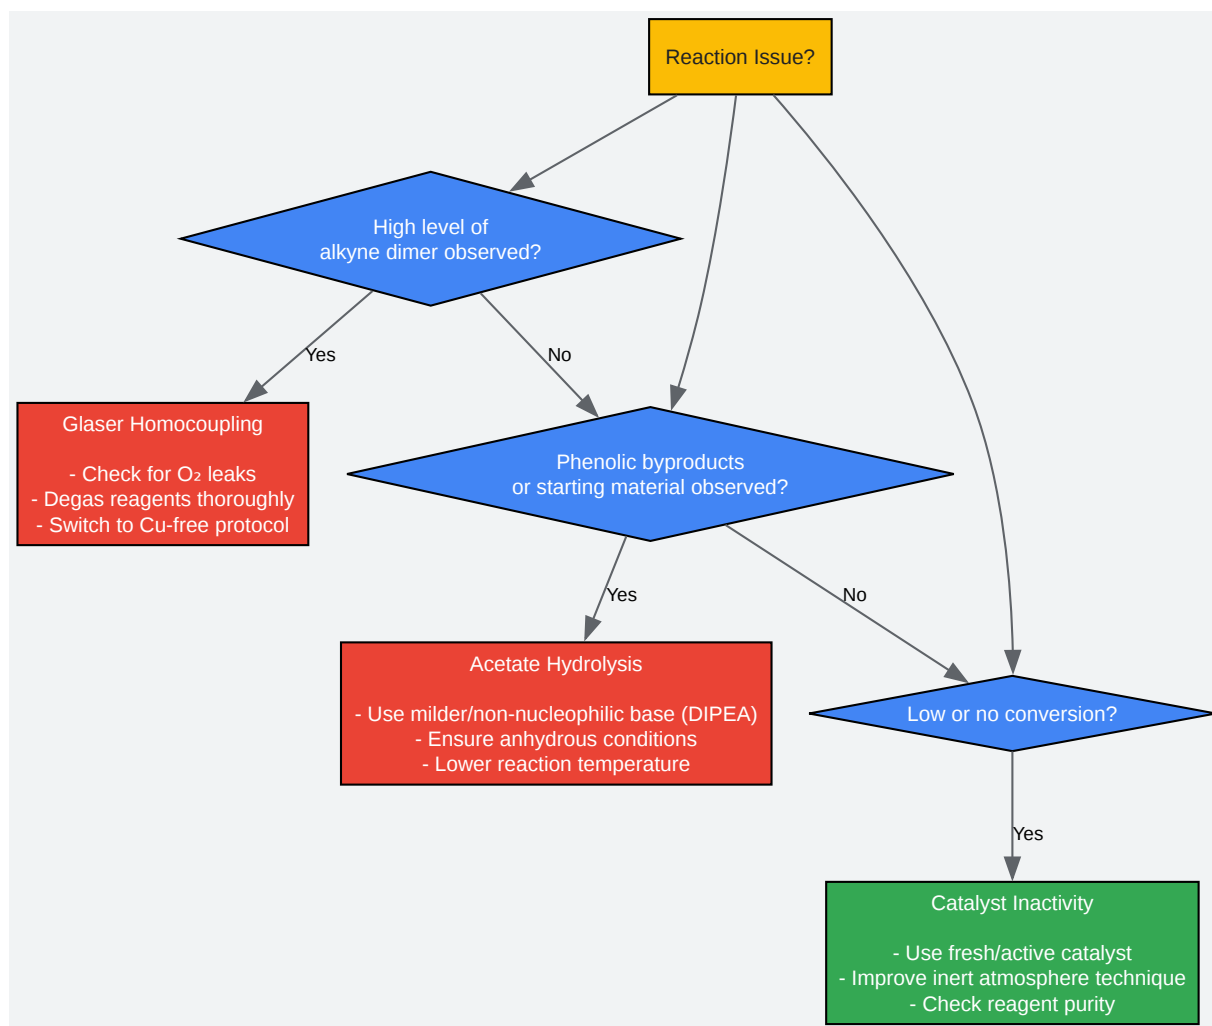 Reaction Issue?
High level of
alkyne dimer observed?
Yes
No
Glaser Homocoupling
- Check for O₂ leaks
- Degas reagents thoroughly
- Switch to Cu-free protocol
Phenolic byproducts
or starting material observed?
Yes
No
Acetate Hydrolysis
- Use milder/non-nucleophilic base (DIPEA)
- Ensure anhydrous conditions
- Lower reaction temperature
Low or no conversion?
Yes
Catalyst Inactivity
- Use fresh/active catalyst
- Improve inert atmosphere technique
- Check reagent purity